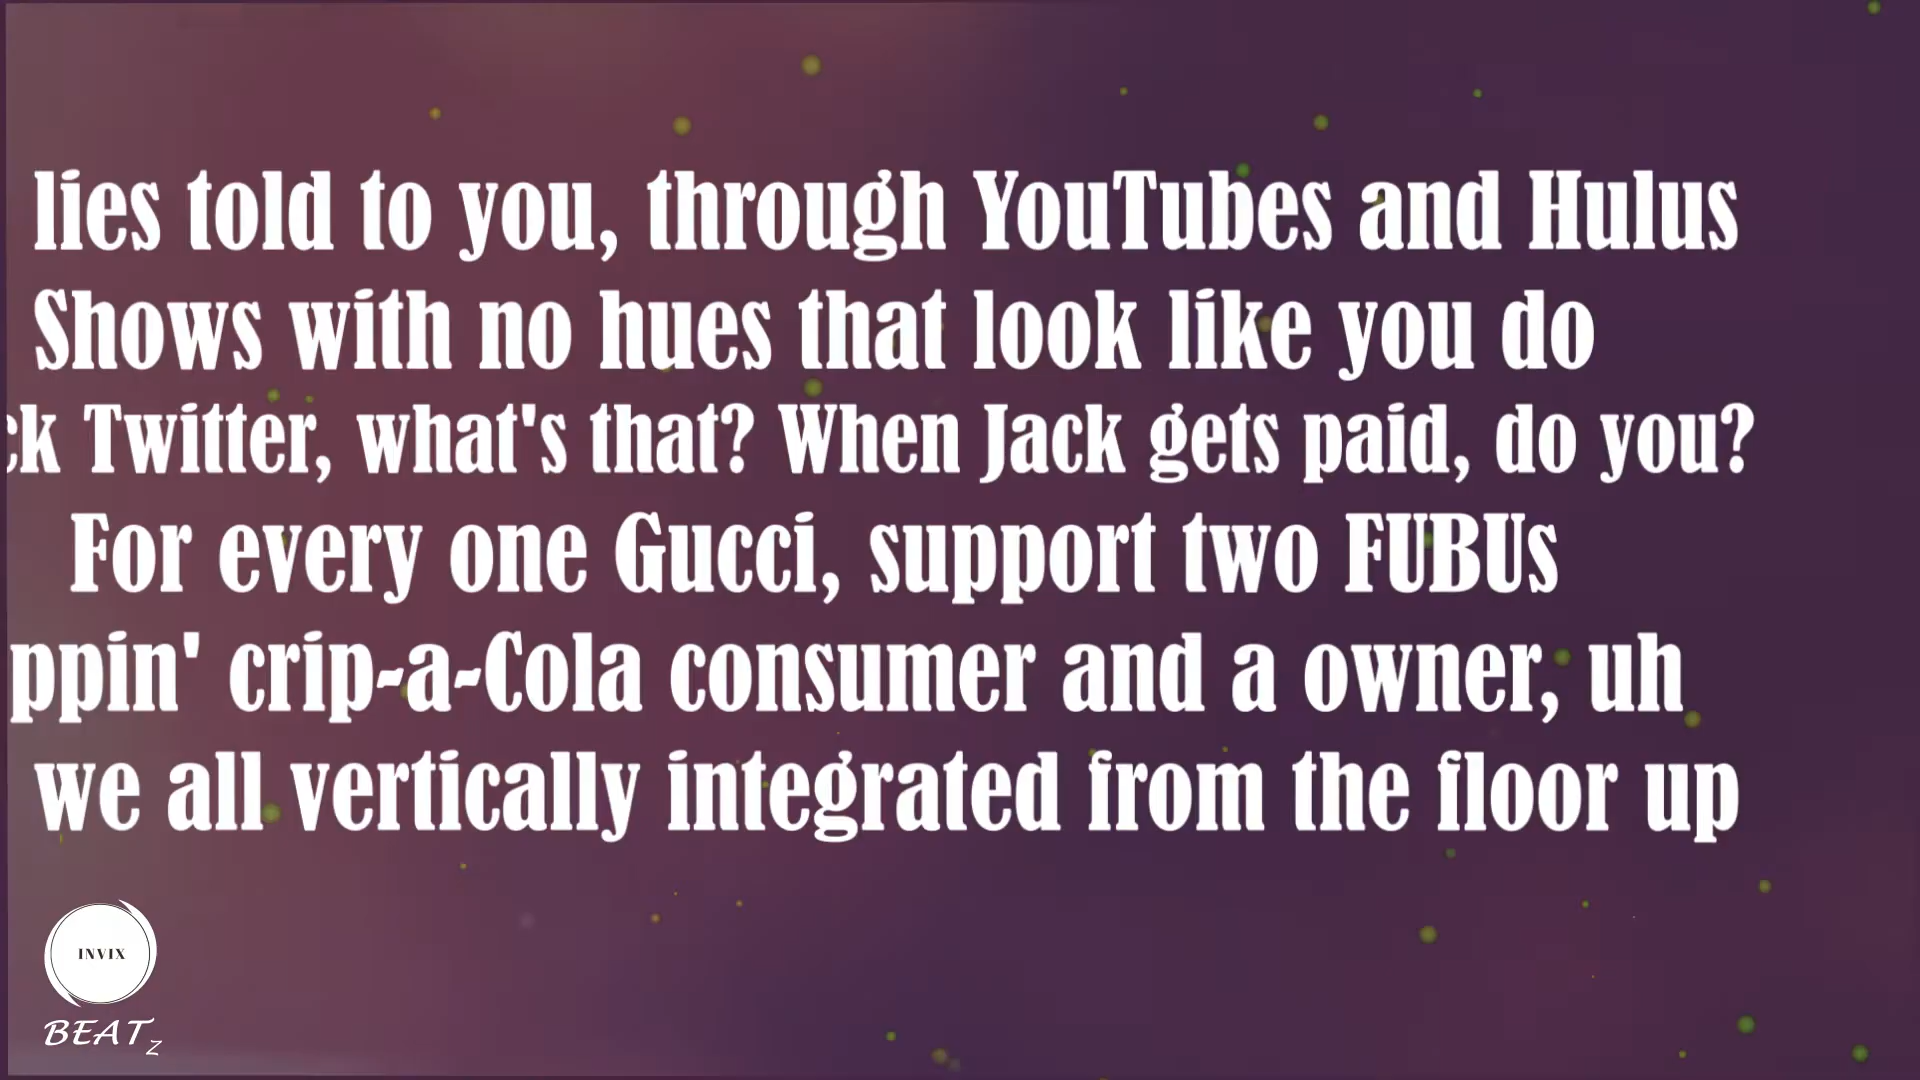 lies told to you, through YouTubes and Hulus
Shows with no hues that look like you do
ck Twitter, what's that? When Jack gets paid, do you?
For every one Gucci, support two FUBUs
ppin' crip-a-Cola consumer and a owner, uh
we all vertically integrated from the floor up
INVIX
BEATZ